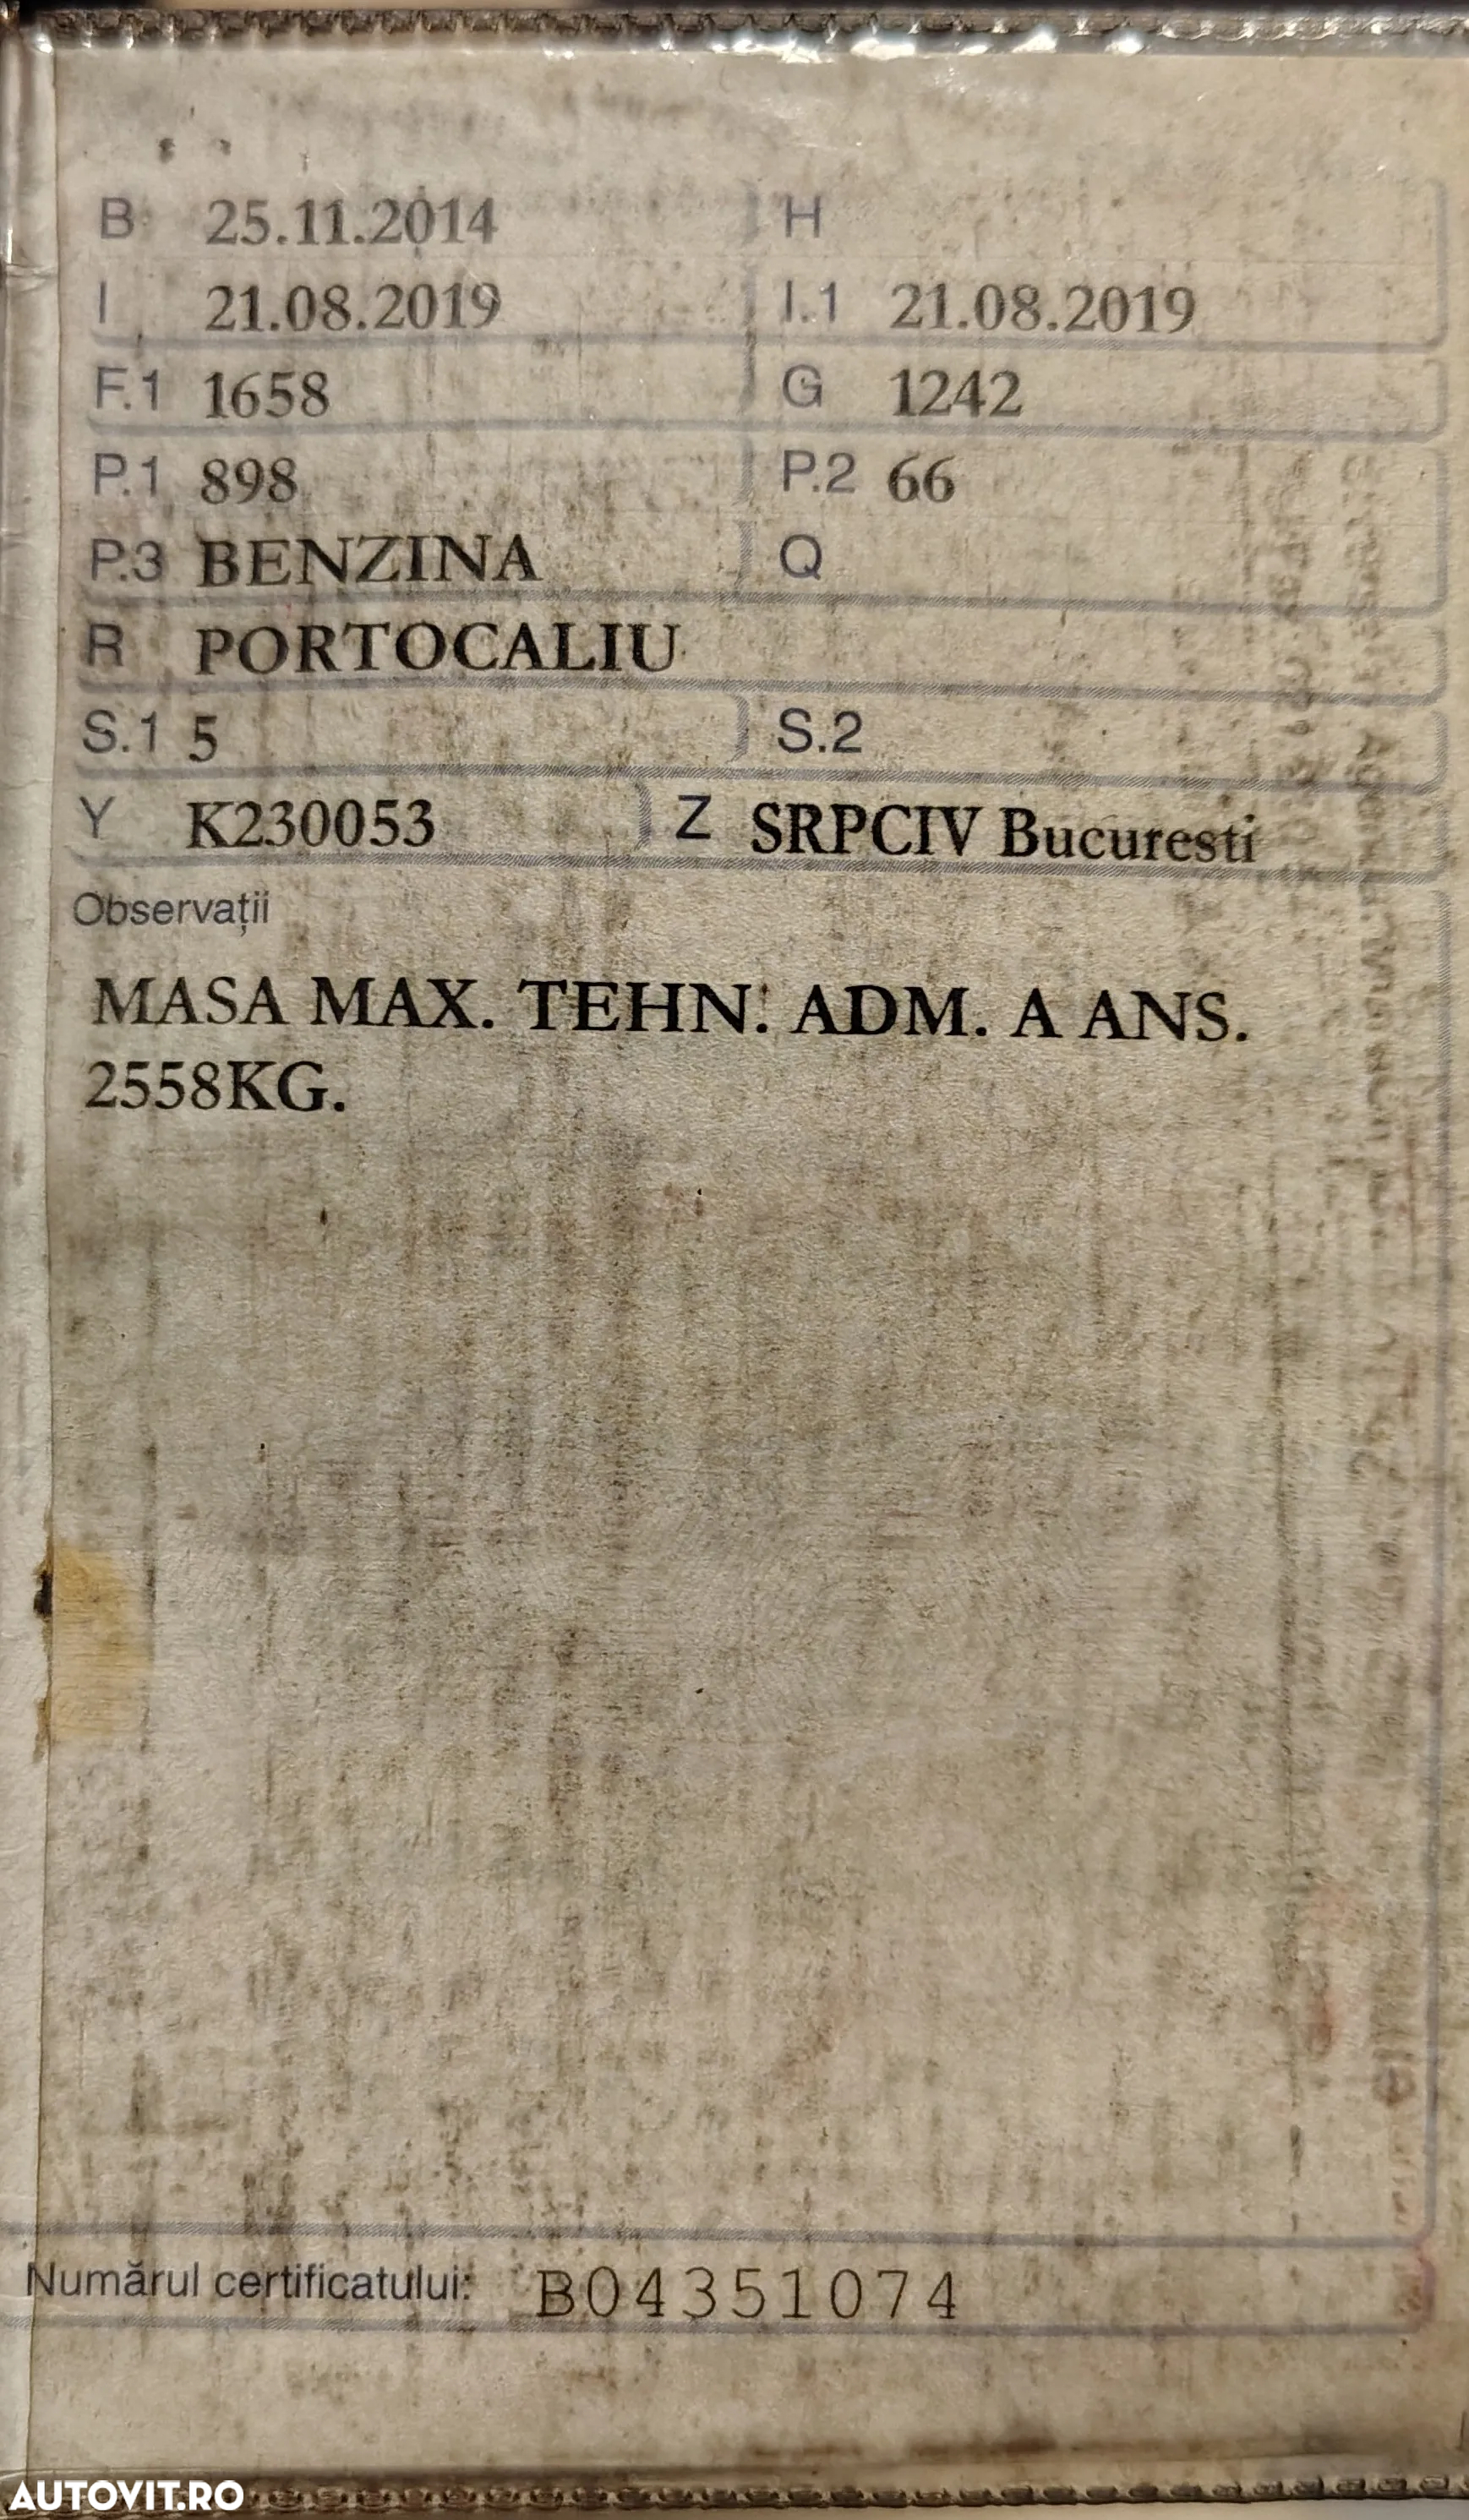 B 25.11.2014 H
I 21.08.2019 I.1 21.08.2019
F.1 1658 G 1242
P.1 898 P.2 66
P.3 BENZINA Q
R PORTOCALIU
S.1 5 S.2
Y K230053 Z SRPCIV Bucuresti
Observații
MASA MAX. TEHN. ADM. A ANS.
2558KG.
Numărul certificatului: B04351074
AUTOVIT.RO